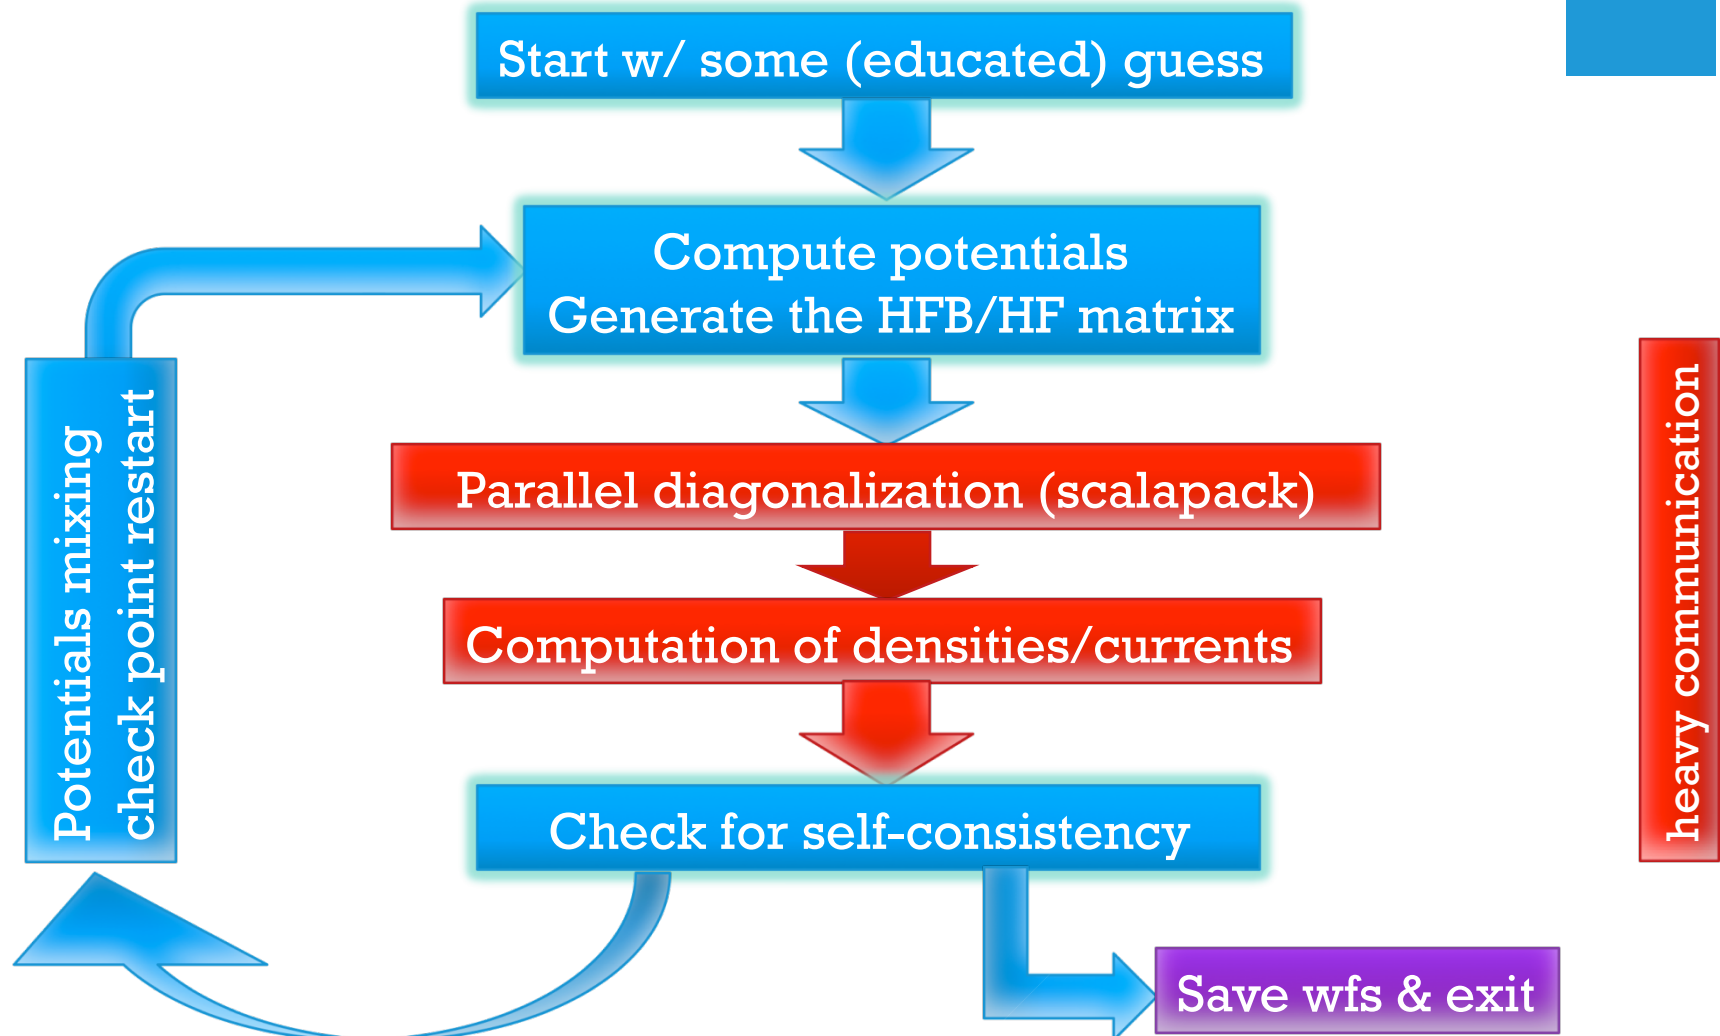 Start w/ some (educated) guess
Compute potentials
Generate the HFB/HF matrix
Parallel diagonalization (scalapack)
Computation of densities/currents
Check for self-consistency
Potentials mixing
check point restart
Save wfs & exit
heavy communication